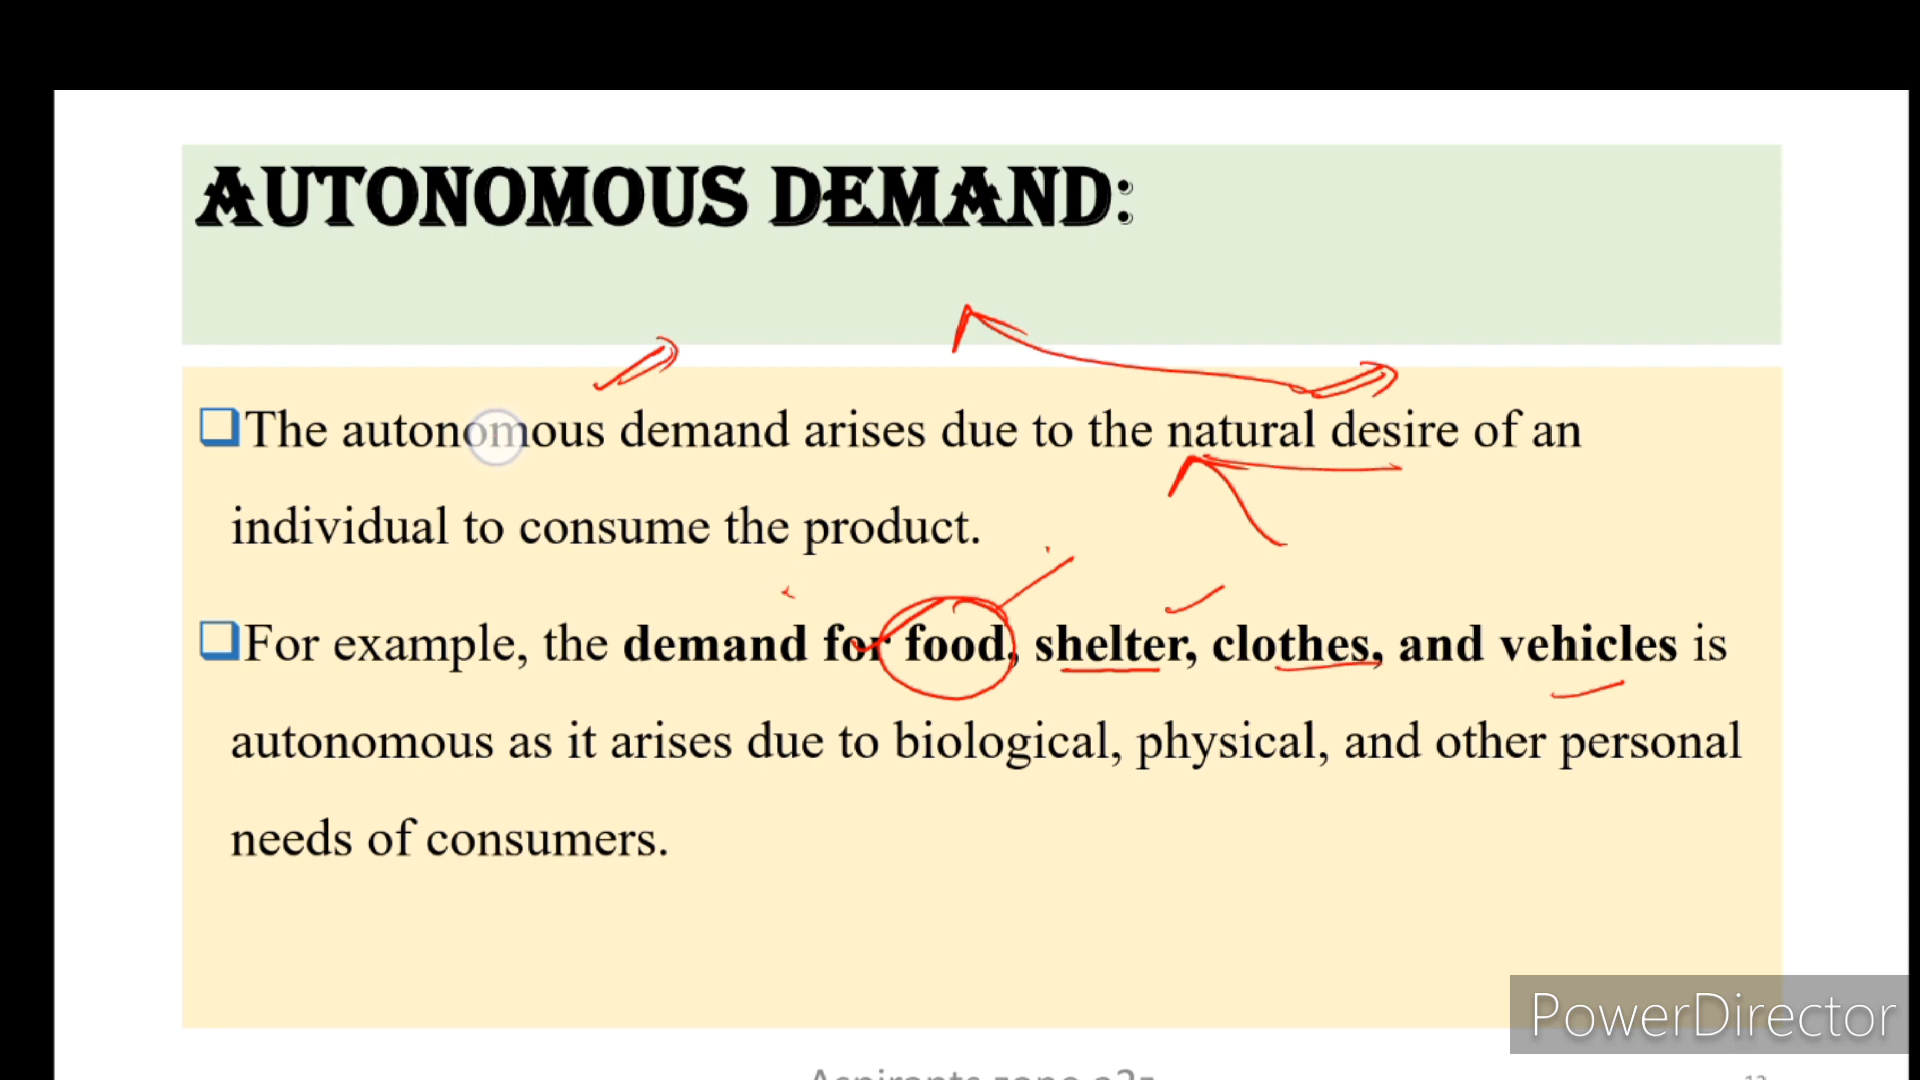 AUTONOMOUS DEMAND:
The autonomous demand arises due to the natural desire of an
individual to consume the product.
For example, the demand for food, shelter, clothes, and vehicles is
autonomous as it arises due to biological, physical, and other personal
needs of consumers.
PowerDirector